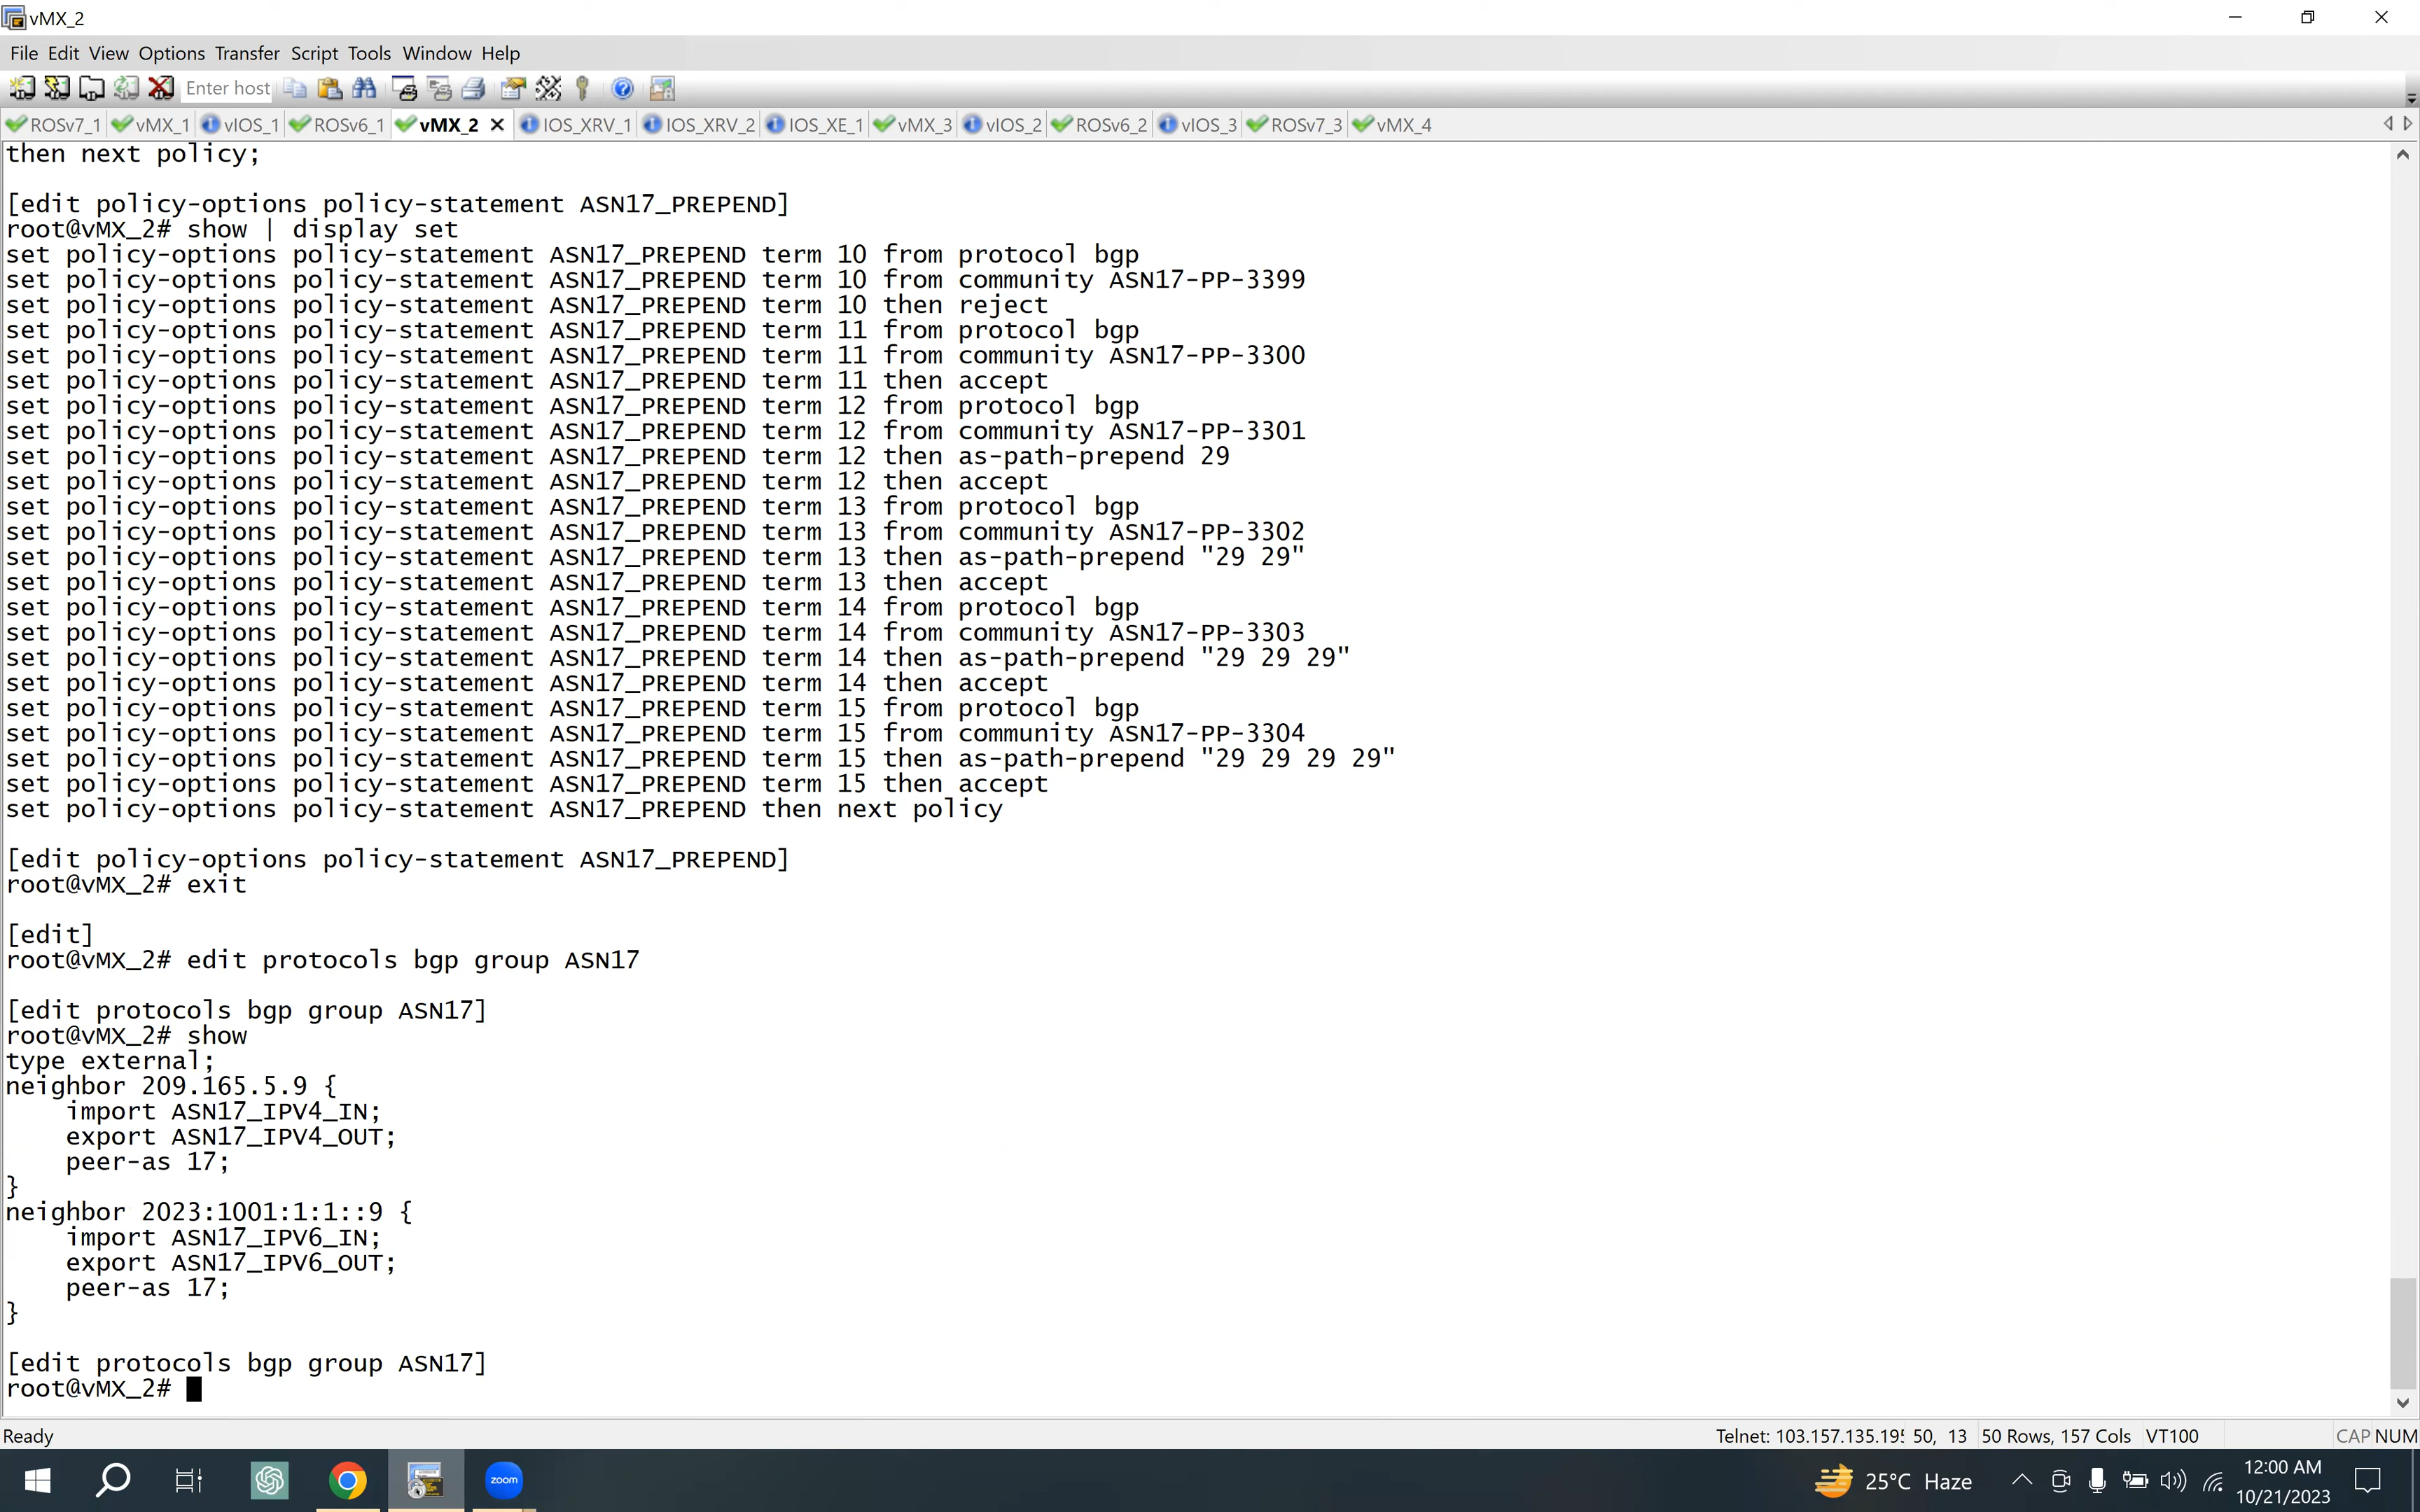 vMX_2
File Edit View Options Transfer Script Tools Window Help
Enter host
ROSv7_1 vMX_1 vIOS_1 ROSv6_1 vMX_2 IOS_XRV_1 IOS_XRV_2 IOS_XE_1 vMX_3 vIOS_2 ROSv6_2 vIOS_3 ROSv7_3 vMX_4
then next policy;
[edit policy-options policy-statement ASN17_PREPEND]
root@vMX_2# show | display set
set policy-options policy-statement ASN17_PREPEND term 10 from protocol bgp
set policy-options policy-statement ASN17_PREPEND term 10 from community ASN17-PP-3399
set policy-options policy-statement ASN17_PREPEND term 10 then reject
set policy-options policy-statement ASN17_PREPEND term 11 from protocol bgp
set policy-options policy-statement ASN17_PREPEND term 11 from community ASN17-PP-3300
set policy-options policy-statement ASN17_PREPEND term 11 then accept
set policy-options policy-statement ASN17_PREPEND term 12 from protocol bgp
set policy-options policy-statement ASN17_PREPEND term 12 from community ASN17-PP-3301
set policy-options policy-statement ASN17_PREPEND term 12 then as-path-prepend 29
set policy-options policy-statement ASN17_PREPEND term 12 then accept
set policy-options policy-statement ASN17_PREPEND term 13 from protocol bgp
set policy-options policy-statement ASN17_PREPEND term 13 from community ASN17-PP-3302
set policy-options policy-statement ASN17_PREPEND term 13 then as-path-prepend "29 29"
set policy-options policy-statement ASN17_PREPEND term 13 then accept
set policy-options policy-statement ASN17_PREPEND term 14 from protocol bgp
set policy-options policy-statement ASN17_PREPEND term 14 from community ASN17-PP-3303
set policy-options policy-statement ASN17_PREPEND term 14 then as-path-prepend "29 29 29"
set policy-options policy-statement ASN17_PREPEND term 14 then accept
set policy-options policy-statement ASN17_PREPEND term 15 from protocol bgp
set policy-options policy-statement ASN17_PREPEND term 15 from community ASN17-PP-3304
set policy-options policy-statement ASN17_PREPEND term 15 then as-path-prepend "29 29 29 29"
set policy-options policy-statement ASN17_PREPEND term 15 then accept
set policy-options policy-statement ASN17_PREPEND then next policy
[edit policy-options policy-statement ASN17_PREPEND]
root@vMX_2# exit
[edit]
root@vMX_2# edit protocols bgp group ASN17
[edit protocols bgp group ASN17]
root@vMX_2# show
type external;
neighbor 209.165.5.9 {
import ASN17_IPV4_IN;
export ASN17_IPV4_OUT;
peer-as 17;
}
neighbor 2023:1001:1:1::9 {
import ASN17_IPV6_IN;
export ASN17_IPV6_OUT;
peer-as 17;
}
[edit protocols bgp group ASN17]
root@vMX_2#
Ready Telnet: 103.157.135.195 50, 13 50 Rows, 157 Cols VT100 CAP NUM
zoom 25°C Haze 12:00 AM
10/21/2023